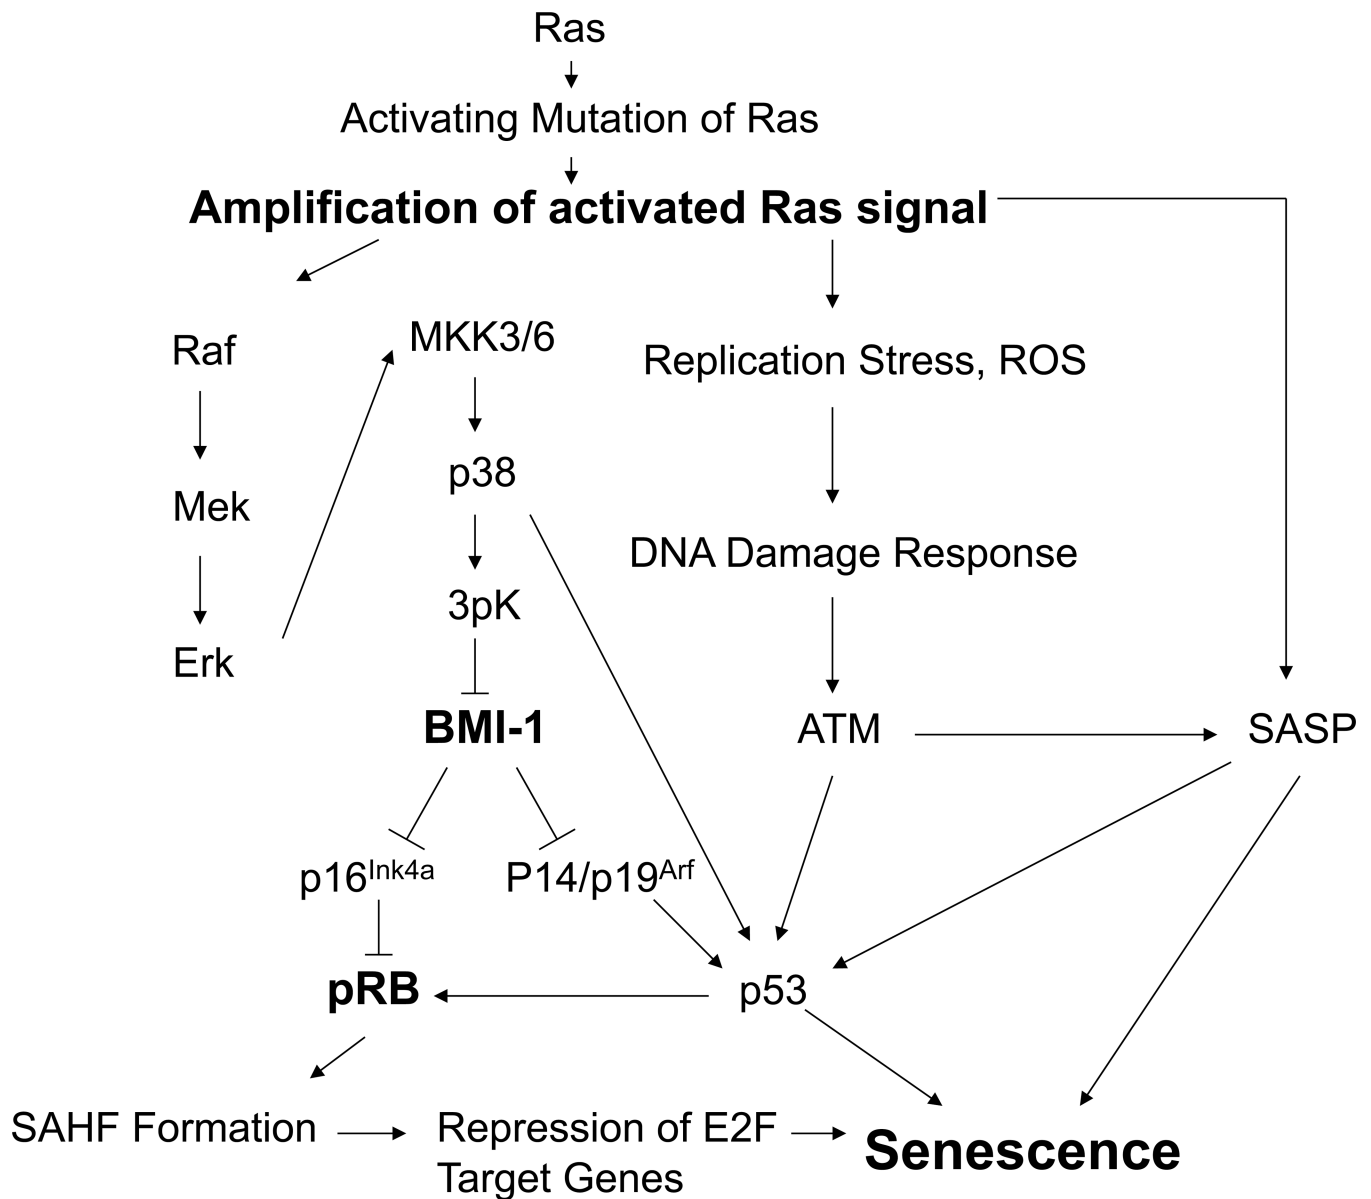 Ras
Activating Mutation of Ras
Amplification of activated Ras signal
Raf
MKK3/6
Replication Stress, ROS
p38
Mek
DNA Damage Response
3pK
Erk
BMI-1
ATM
SASP
p16Ink4a
P14/p19Arf
pRB
p53
SAHF Formation
Repression of E2F
Target Genes
Senescence